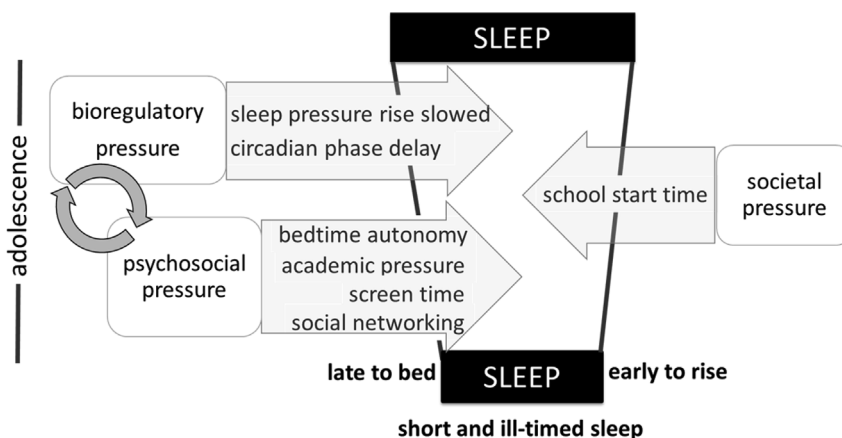 SLEEP
adolescence
bioregulatory
pressure
sleep pressure rise slowed
circadian phase delay
school start time
societal
pressure
psychosocial
pressure
bedtime autonomy
academic pressure
screen time
social networking
late to bed
SLEEP
early to rise
short and ill-timed sleep